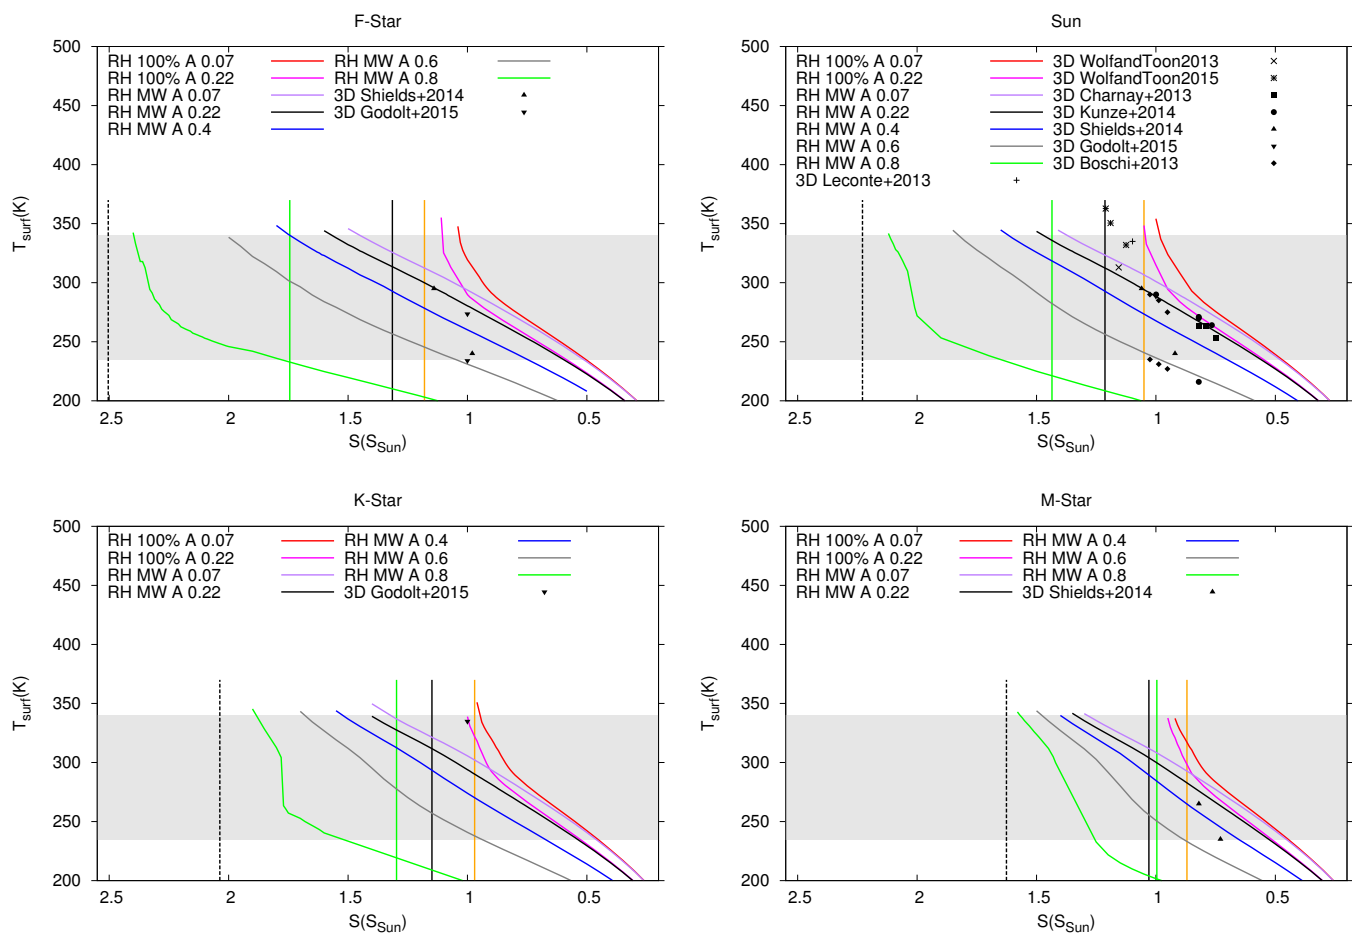 F-Star
RH 100% A 0.07 RH MW A 0.6
RH 100% A 0.22 RH MW A 0.8
RH MW A 0.07 3D Shields+2014
RH MW A 0.22 3D Godolt+2015
RH MW A 0.4
500
450
400
350
300
250
200
2.5 2 1.5 1 0.5
Tsurf(K)
S(SSun)
Sun
RH 100% A 0.07 3D WolfandToon2013
RH 100% A 0.22 3D WolfandToon2015
RH MW A 0.07 3D Charnay+2013
RH MW A 0.22 3D Kunze+2014
RH MW A 0.4 3D Shields+2014
RH MW A 0.6 3D Godolt+2015
RH MW A 0.8 3D Boschi+2013
3D Leconte+2013
500
450
400
350
300
250
200
2.5 2 1.5 1 0.5
Tsurf(K)
S(SSun)
K-Star
RH 100% A 0.07 RH MW A 0.4
RH 100% A 0.22 RH MW A 0.6
RH MW A 0.07 RH MW A 0.8
RH MW A 0.22 3D Godolt+2015
500
450
400
350
300
250
200
2.5 2 1.5 1 0.5
Tsurf(K)
S(SSun)
M-Star
RH 100% A 0.07 RH MW A 0.4
RH 100% A 0.22 RH MW A 0.6
RH MW A 0.07 RH MW A 0.8
RH MW A 0.22 3D Shields+2014
500
450
400
350
300
250
200
2.5 2 1.5 1 0.5
Tsurf(K)
S(SSun)